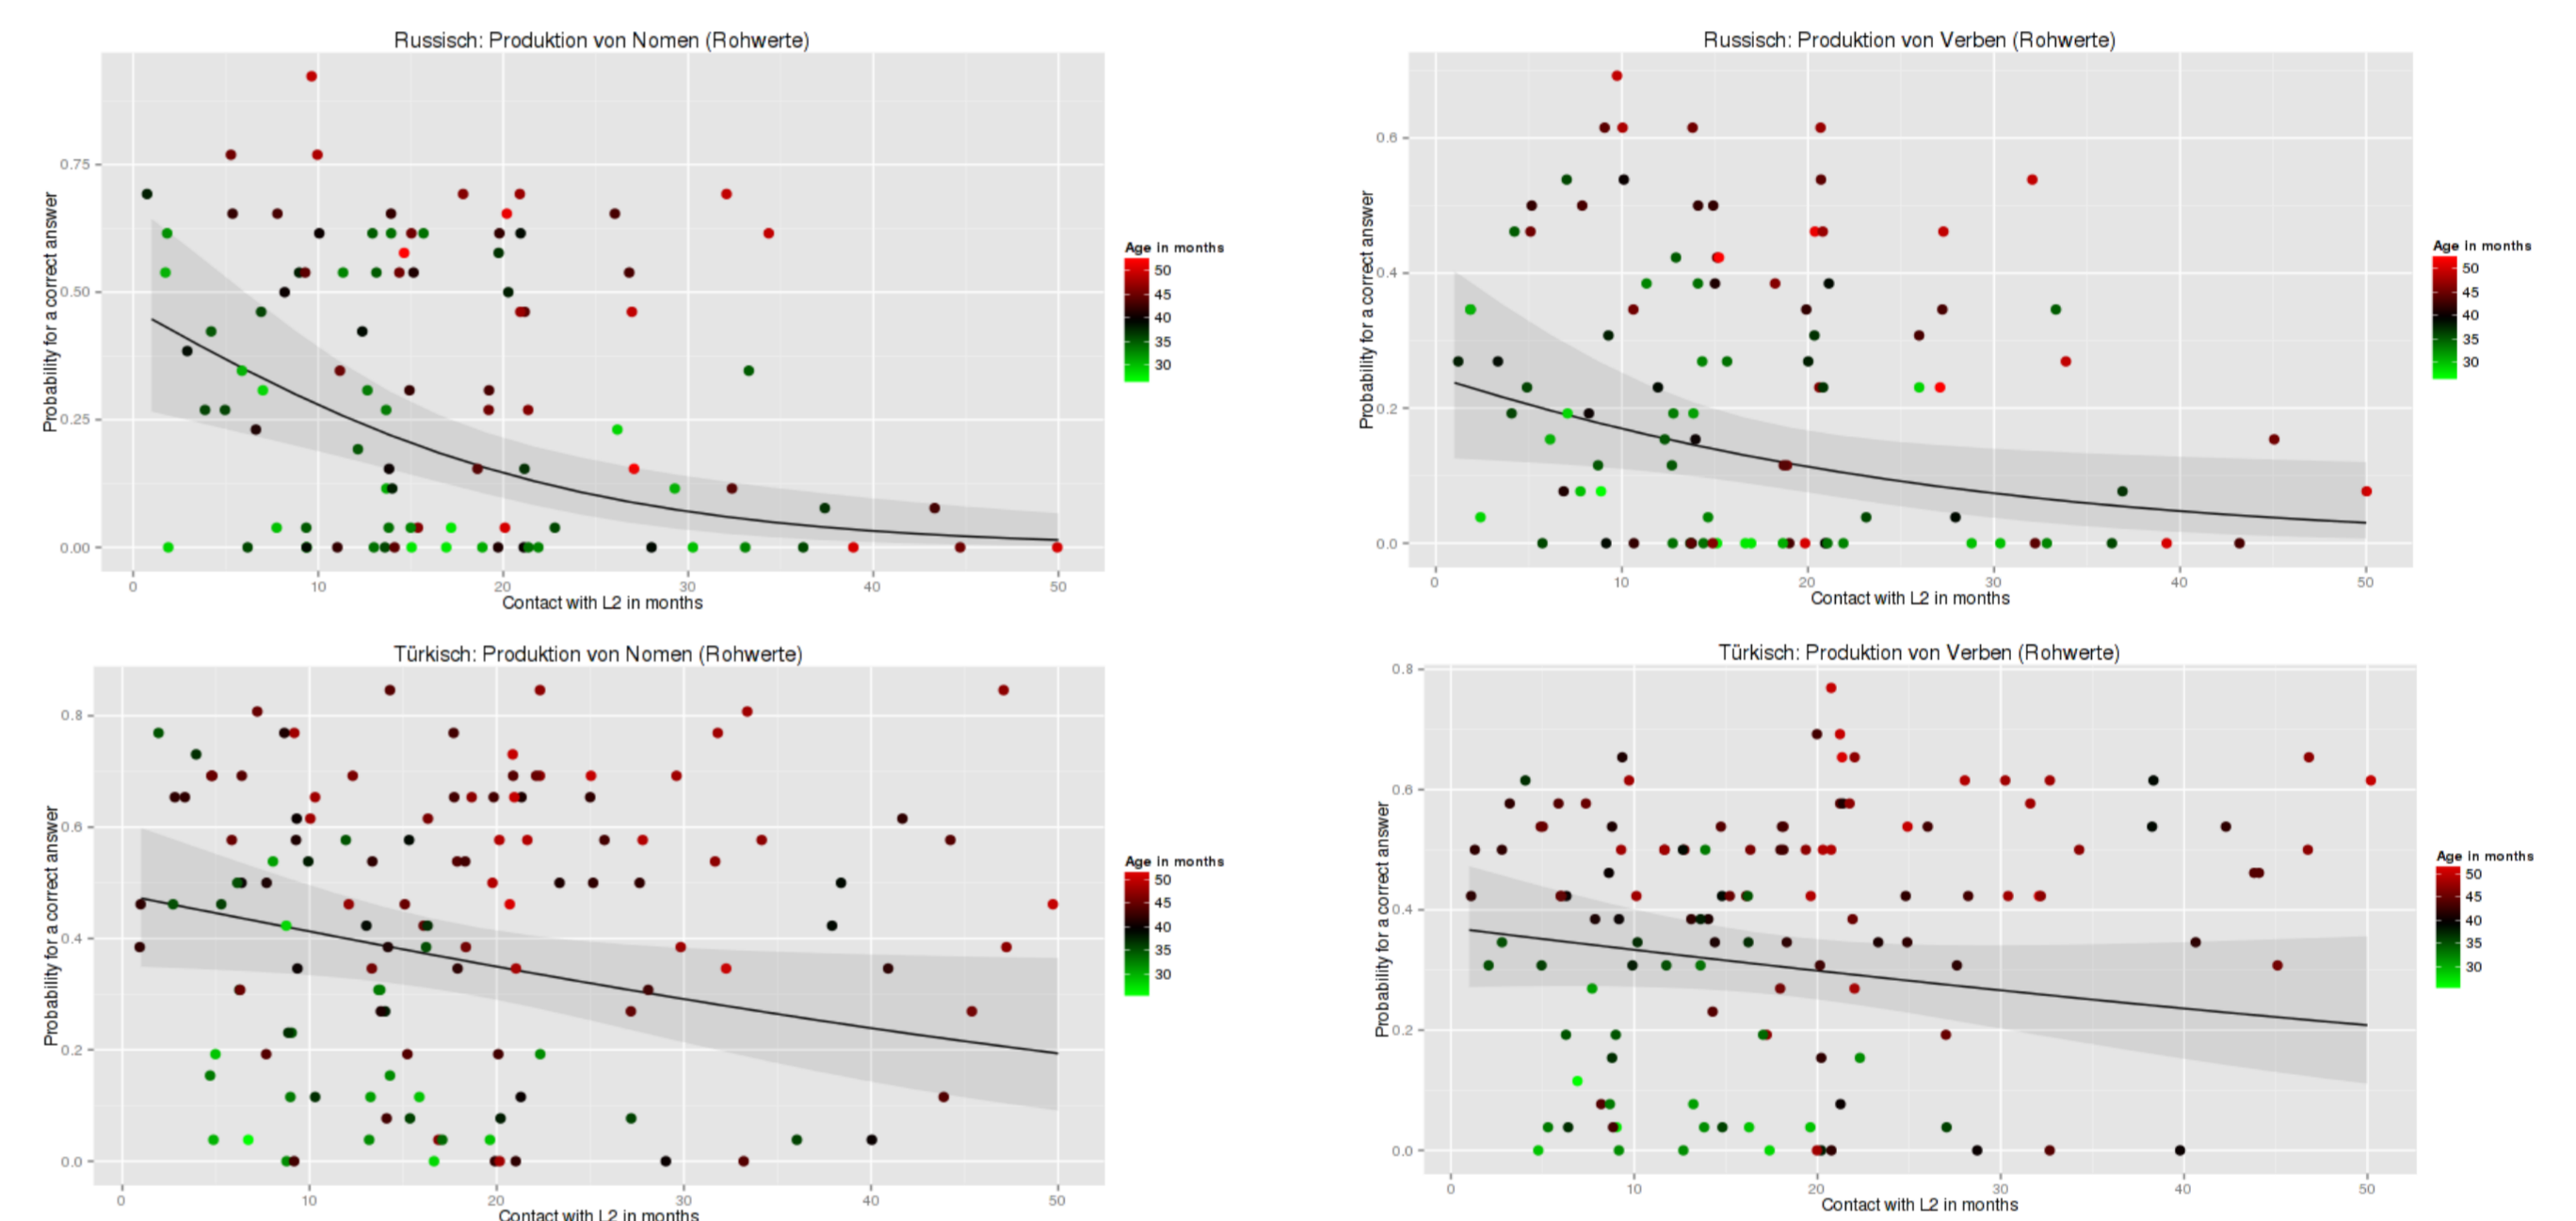 Russisch: Produktion von Nomen (Rohwerte)
Probability for a correct answer
0.75
0.50
0.25
0.00
0 10 20 30 40 50
Contact with L2 in months
Age in months
50
45
40
35
30
Russisch: Produktion von Verben (Rohwerte)
Probability for a correct answer
0.6
0.4
0.2
0.0
0 10 20 30 40 50
Contact with L2 in months
Age in months
50
45
40
35
30
Türkisch: Produktion von Nomen (Rohwerte)
Probability for a correct answer
0.8
0.6
0.4
0.2
0.0
0 10 20 30 40 50
Contact with L2 in months
Age in months
50
45
40
35
30
Türkisch: Produktion von Verben (Rohwerte)
Probability for a correct answer
0.8
0.6
0.4
0.2
0.0
0 10 20 30 40 50
Contact with L2 in months
Age in months
50
45
40
35
30